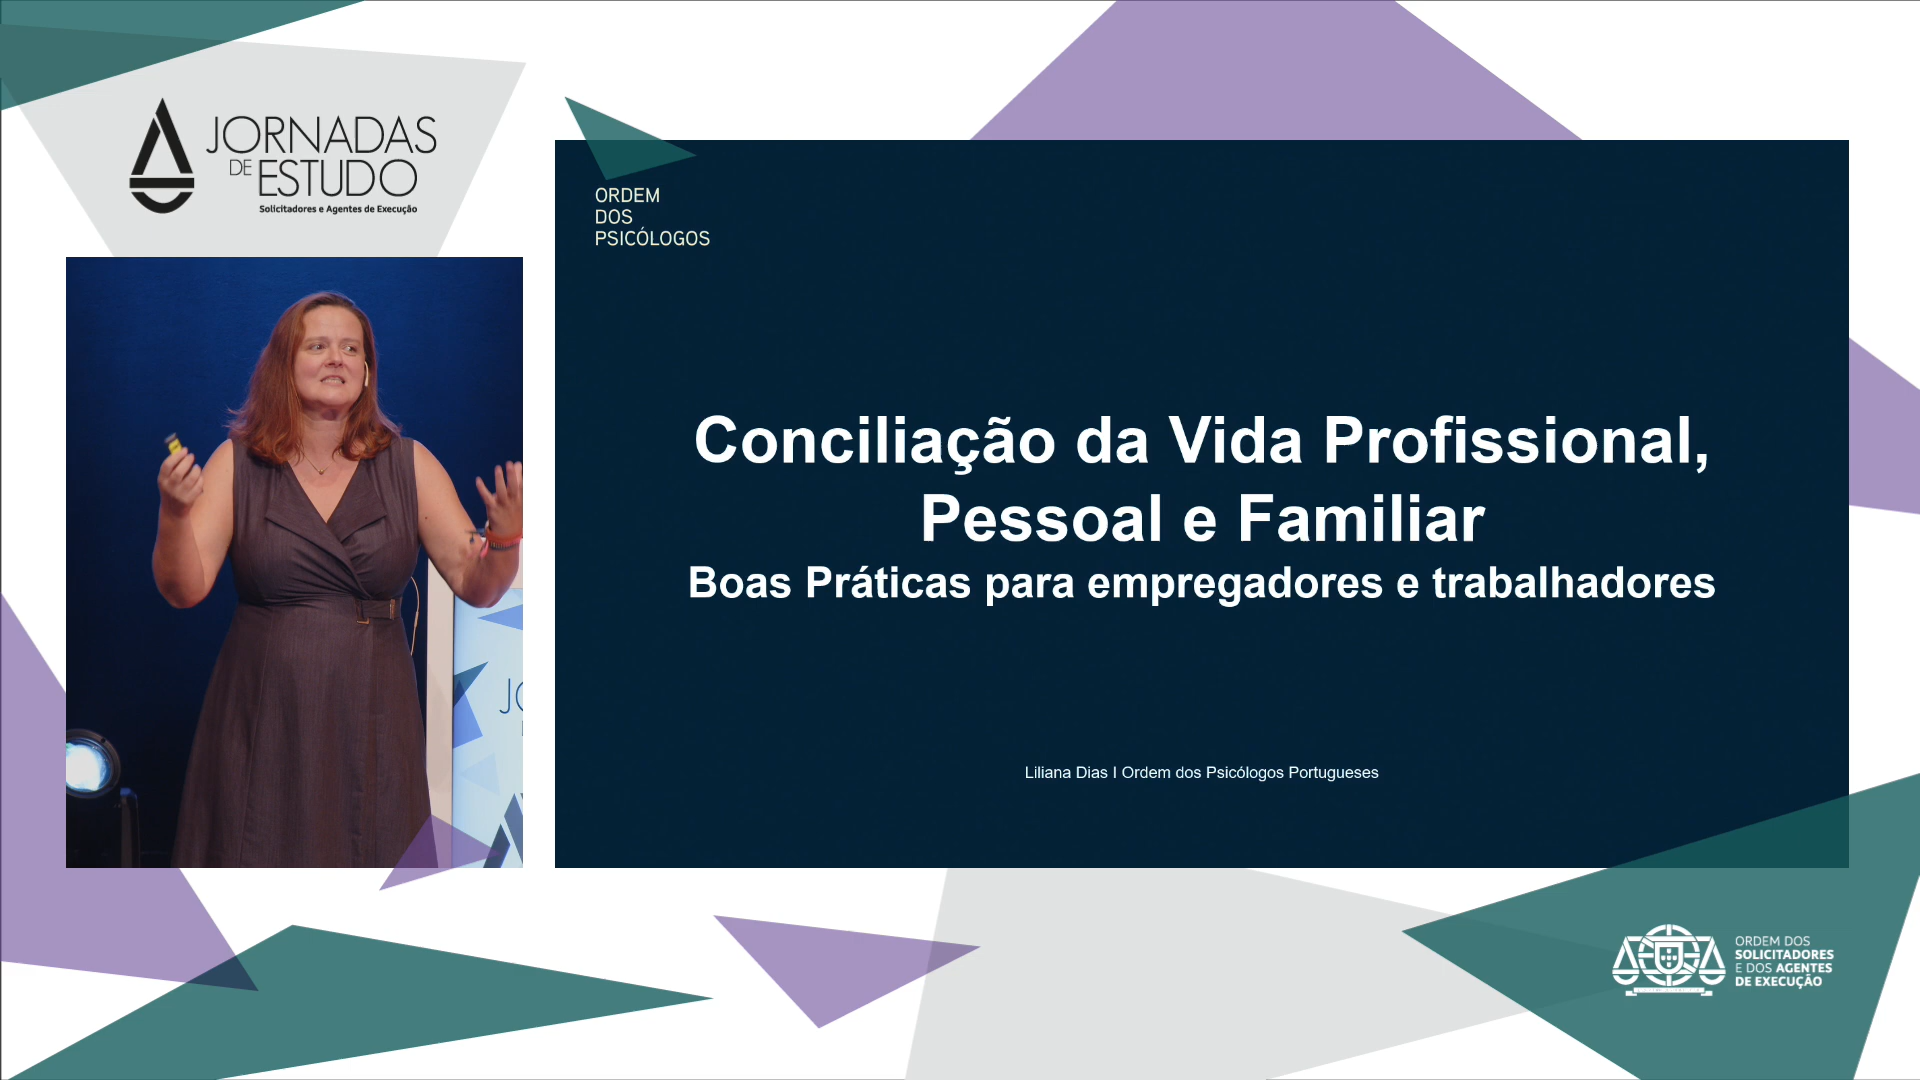 JORNADAS
DE ESTUDO
Solicitadores e Agentes de Execução
ORDEM
DOS
PSICÓLOGOS
Conciliação da Vida Profissional,
Pessoal e Familiar
Boas Práticas para empregadores e trabalhadores
Liliana Dias I Ordem dos Psicólogos Portugueses
JO
ORDEM DOS
SOLICITADORES
E DOS AGENTES
DE EXECUÇÃO